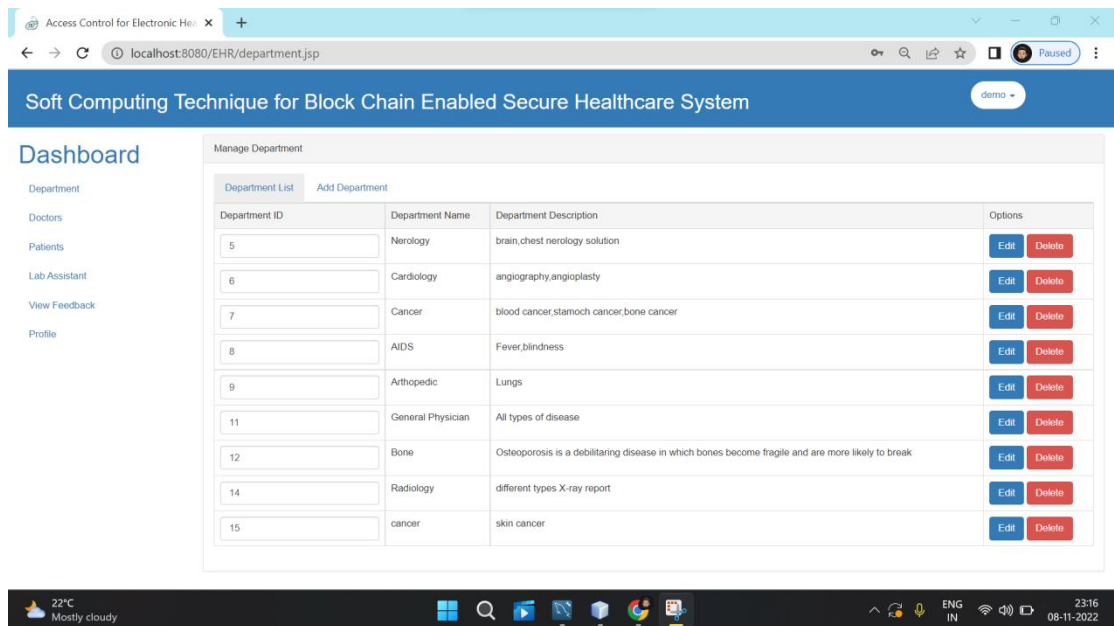 Access Control for Electronic Hea
localhost:8080/EHR/department.jsp
Paused
Soft Computing Technique for Block Chain Enabled Secure Healthcare System
demo
Dashboard
Department
Doctors
Patients
Lab Assistant
View Feedback
Profile
Manage Department
Department List Add Department
Department ID Department Name Department Description Options
5 Nerology brain,chest nerology solution Edit Delete
6 Cardiology angiography,angioplasty Edit Delete
7 Cancer blood cancer,stamoch cancer,bone cancer Edit Delete
8 AIDS Fever,blindness Edit Delete
9 Arthopedic Lungs Edit Delete
11 General Physician All types of disease Edit Delete
12 Bone Osteoporosis is a debilitaring disease in which bones become fragile and are more likely to break Edit Delete
14 Radiology different types X-ray report Edit Delete
15 cancer skin cancer Edit Delete
22°C
Mostly cloudy
ENG
IN
23:16
08-11-2022